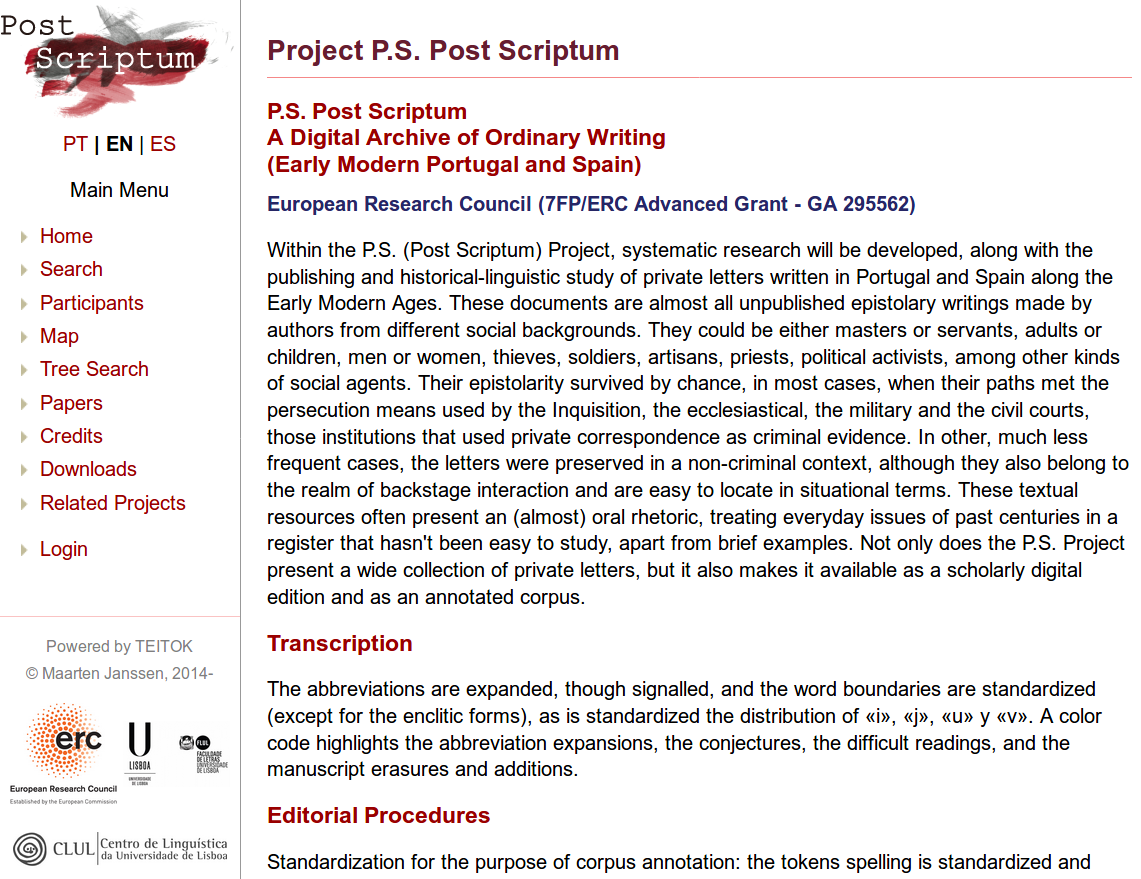 Post
Scriptum
PT | EN | ES
Main Menu
Home
Search
Participants
Map
Tree Search
Papers
Credits
Downloads
Related Projects
Login
Powered by TEITOK
© Maarten Janssen, 2014-
erc
European Research Council
Established by the European Commission
U
LISBOA
UNIVERSIDADE
DE LISBOA
FLUL
FACULDADE
DE LETRAS
UNIVERSIDADE
DE LISBOA
CLUL Centro de Linguística
da Universidade de Lisboa
Project P.S. Post Scriptum
P.S. Post Scriptum
A Digital Archive of Ordinary Writing
(Early Modern Portugal and Spain)
European Research Council (7FP/ERC Advanced Grant - GA 295562)
Within the P.S. (Post Scriptum) Project, systematic research will be developed, along with the
publishing and historical-linguistic study of private letters written in Portugal and Spain along the
Early Modern Ages. These documents are almost all unpublished epistolary writings made by
authors from different social backgrounds. They could be either masters or servants, adults or
children, men or women, thieves, soldiers, artisans, priests, political activists, among other kinds
of social agents. Their epistolarity survived by chance, in most cases, when their paths met the
persecution means used by the Inquisition, the ecclesiastical, the military and the civil courts,
those institutions that used private correspondence as criminal evidence. In other, much less
frequent cases, the letters were preserved in a non-criminal context, although they also belong to
the realm of backstage interaction and are easy to locate in situational terms. These textual
resources often present an (almost) oral rhetoric, treating everyday issues of past centuries in a
register that hasn't been easy to study, apart from brief examples. Not only does the P.S. Project
present a wide collection of private letters, but it also makes it available as a scholarly digital
edition and as an annotated corpus.
Transcription
The abbreviations are expanded, though signalled, and the word boundaries are standardized
(except for the enclitic forms), as is standardized the distribution of «i», «j», «u» y «v». A color
code highlights the abbreviation expansions, the conjectures, the difficult readings, and the
manuscript erasures and additions.
Editorial Procedures
Standardization for the purpose of corpus annotation: the tokens spelling is standardized and